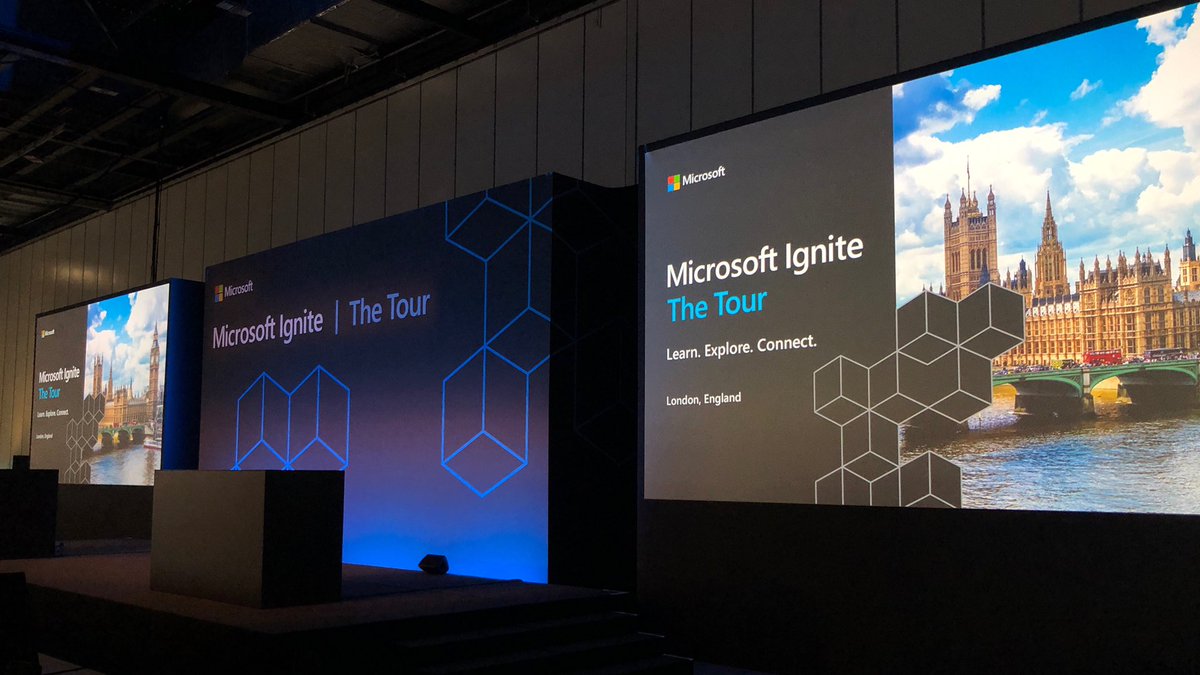 Microsoft
Microsoft Ignite
The Tour
Learn. Explore. Connect.
London, England
Microsoft
Microsoft Ignite | The Tour
Microsoft
Microsoft Ignite
The Tour
Learn. Explore. Connect.
London, England